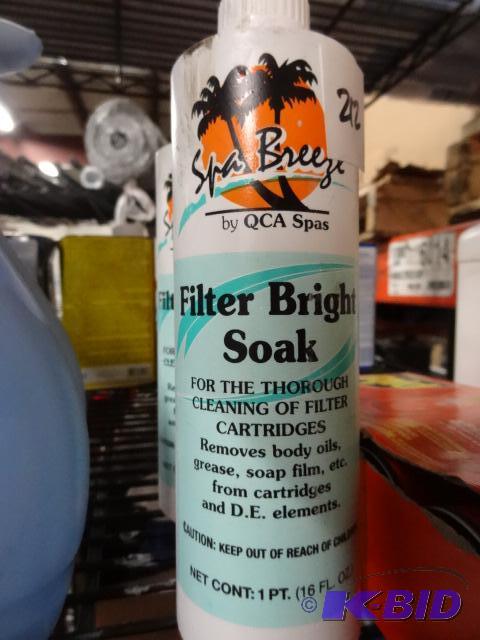 212
Spa Breeze
by QCA Spas
Filter Bright
Soak
FOR THE THOROUGH
CLEANING OF FILTER
CARTRIDGES
Removes body oils,
grease, soap film, etc.
from cartridges
and D.E. elements.
CAUTION: KEEP OUT OF REACH OF CHILDREN
NET CONT: 1 PT. (16 FL. OZ.)
© K-BID